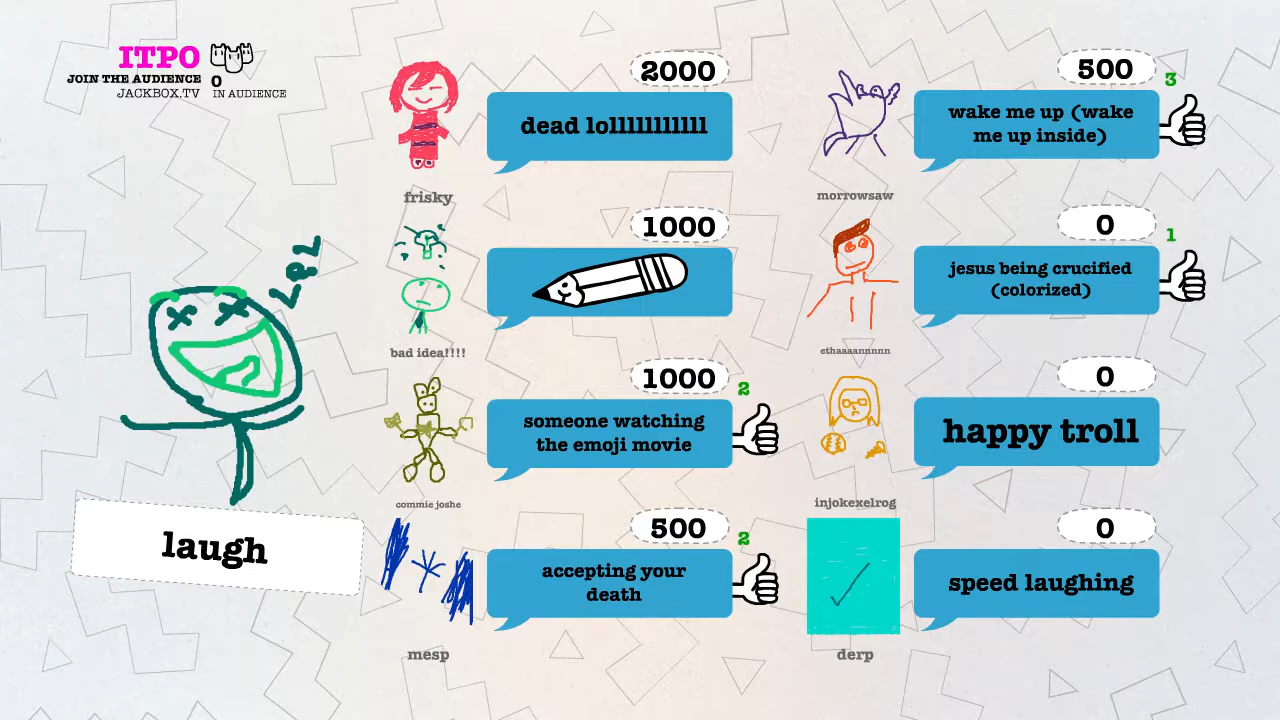 ITPO
JOIN THE AUDIENCE
JACKBOX.TV
0
IN AUDIENCE
LOL
laugh
2000
dead lolllllllllll
frisky
1000
bad idea!!!!
1000
2
someone watching
the emoji movie
commie joshe
500
2
accepting your
death
mesp
500
3
wake me up (wake
me up inside)
morrowsaw
0
1
jesus being crucified
(colorized)
ethaaaannnnn
0
happy troll
injokexelrog
0
speed laughing
derp